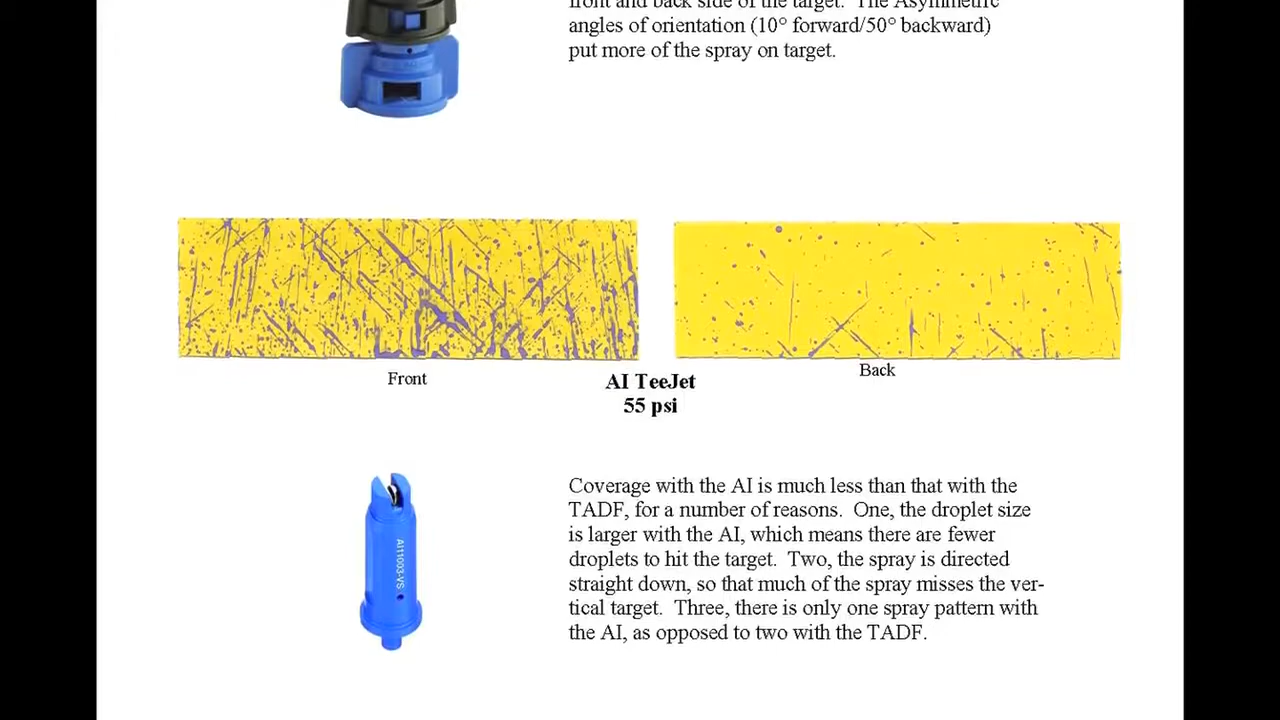 front and back side of the target. The Asymmetric
angles of orientation (10° forward/50° backward)
put more of the spray on target.
Front
Back
AI TeeJet
55 psi
AI11003-VS
Coverage with the AI is much less than that with the
TADF, for a number of reasons. One, the droplet size
is larger with the AI, which means there are fewer
droplets to hit the target. Two, the spray is directed
straight down, so that much of the spray misses the ver-
tical target. Three, there is only one spray pattern with
the AI, as opposed to two with the TADF.